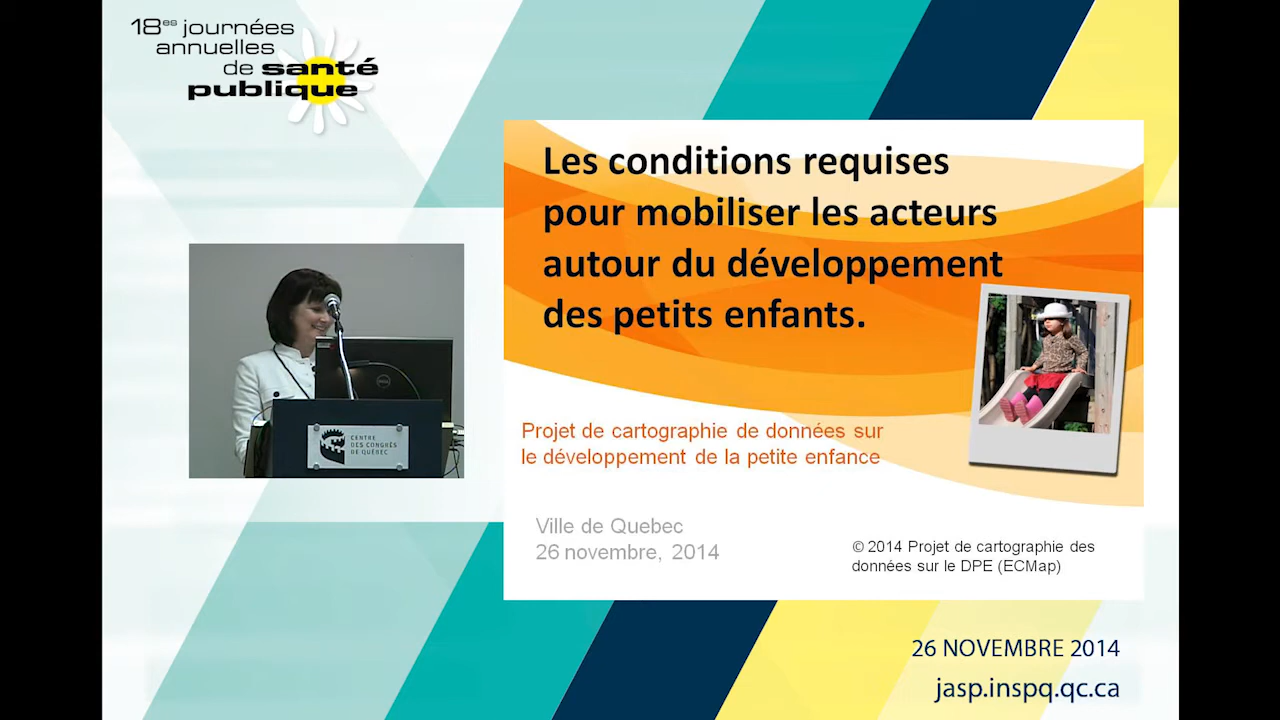 18es journées
annuelles
de santé
publique
Les conditions requises
pour mobiliser les acteurs
autour du développement
des petits enfants.
DELL
CENTRE
DES CONGRÈS
DE QUÉBEC
Projet de cartographie de données sur
le développement de la petite enfance
Ville de Quebec
26 novembre, 2014
© 2014 Projet de cartographie des
données sur le DPE (ECMap)
26 NOVEMBRE 2014
jasp.inspq.qc.ca